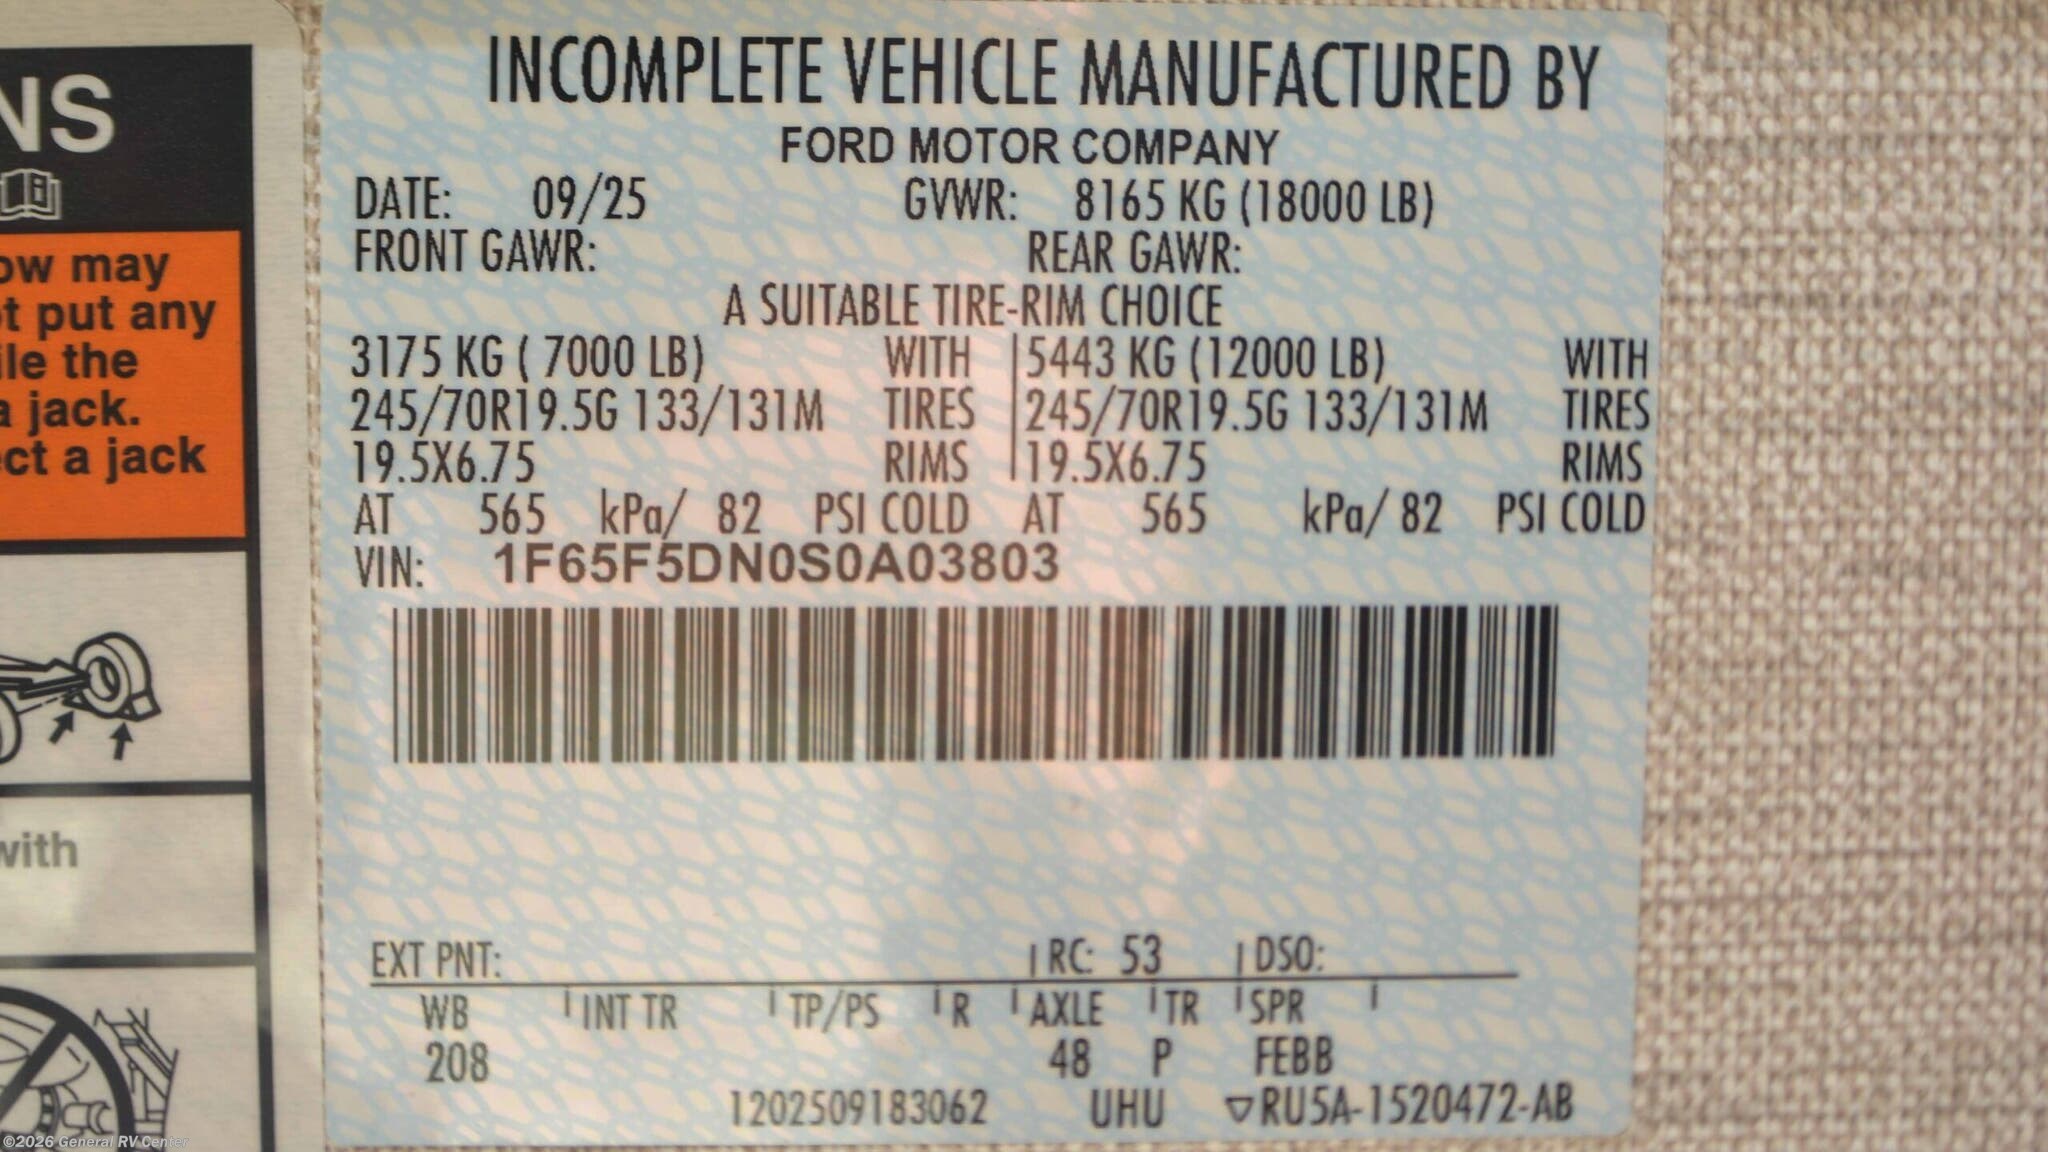 NS
ow may
ot put any
ile the
a jack.
ect a jack
with
INCOMPLETE VEHICLE MANUFACTURED BY
FORD MOTOR COMPANY
DATE: 09/25 GVWR: 8165 KG (18000 LB)
FRONT GAWR: REAR GAWR:
A SUITABLE TIRE-RIM CHOICE
3175 KG ( 7000 LB) WITH | 5443 KG (12000 LB) WITH
245/70R19.5G 133/131M TIRES | 245/70R19.5G 133/131M TIRES
19.5X6.75 RIMS | 19.5X6.75 RIMS
AT 565 kPa/ 82 PSI COLD AT 565 kPa/ 82 PSI COLD
VIN: 1F65F5DN0S0A03803
EXT PNT: | RC: 53 | DSO:
WB | INT TR | TP/PS | R | AXLE | TR | SPR |
208 48 P FEBB
1202509183062 UHU ▽RU5A-1520472-AB
©2026 General RV Center